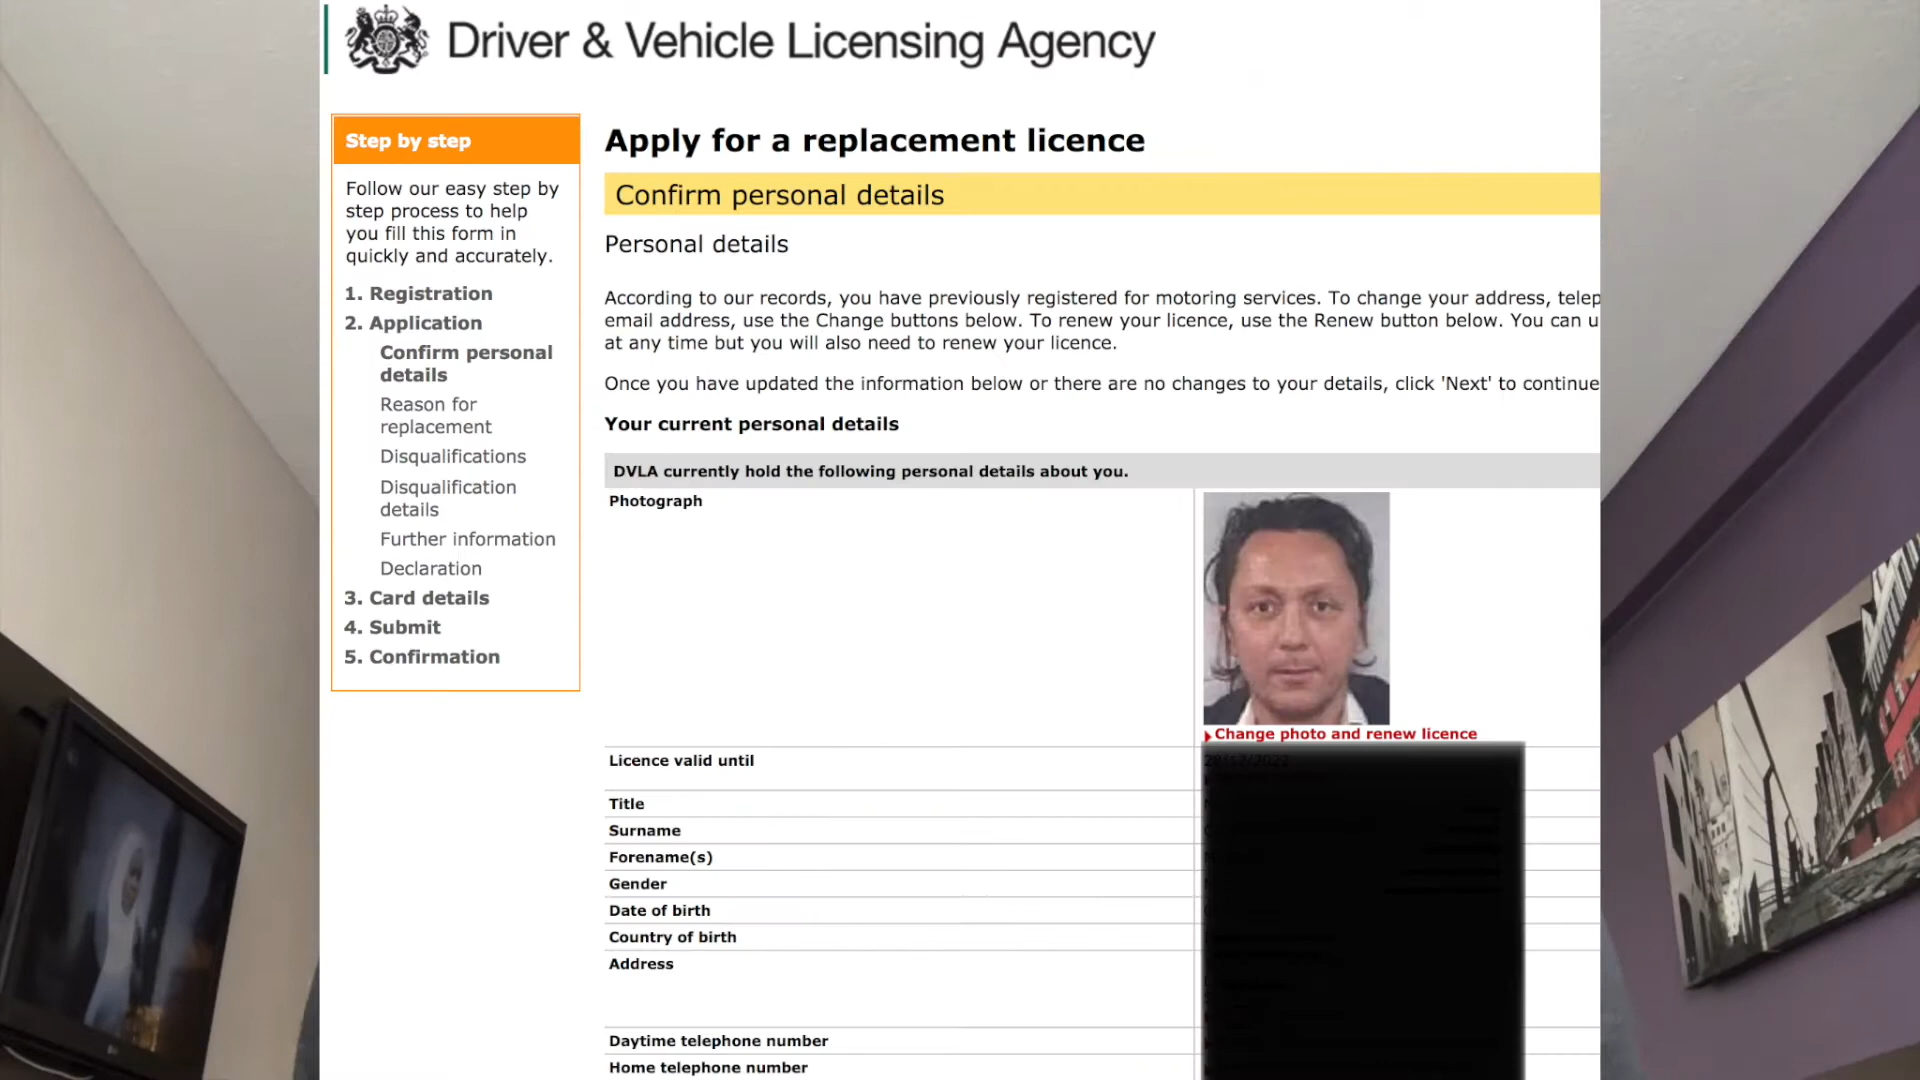 Driver & Vehicle Licensing Agency
Step by step
Follow our easy step by
step process to help
you fill this form in
quickly and accurately.
1. Registration
2. Application
Confirm personal
details
Reason for
replacement
Disqualifications
Disqualification
details
Further information
Declaration
3. Card details
4. Submit
5. Confirmation
Apply for a replacement licence
Confirm personal details
Personal details
According to our records, you have previously registered for motoring services. To change your address, telep
email address, use the Change buttons below. To renew your licence, use the Renew button below. You can u
at any time but you will also need to renew your licence.
Once you have updated the information below or there are no changes to your details, click 'Next' to continue
Your current personal details
DVLA currently hold the following personal details about you.
Photograph
Change photo and renew licence
Licence valid until
Title
Surname
Forename(s)
Gender
Date of birth
Country of birth
Address
Daytime telephone number
Home telephone number